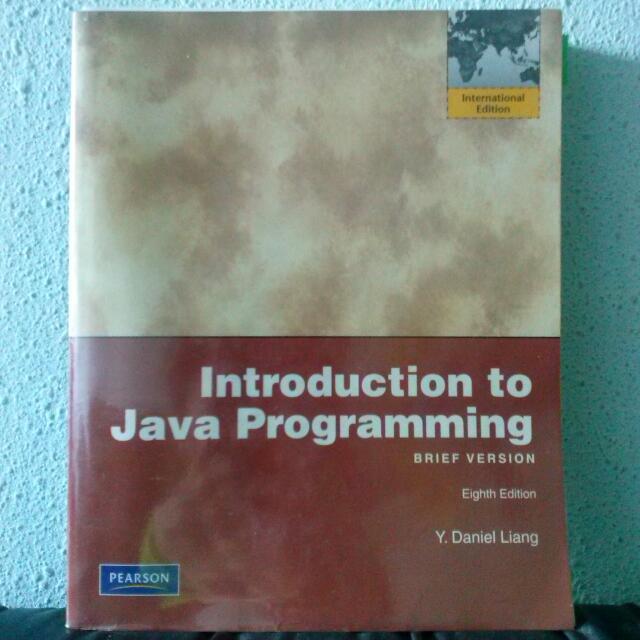 International
Edition
Introduction to
Java Programming
BRIEF VERSION
Eighth Edition
Y. Daniel Liang
PEARSON